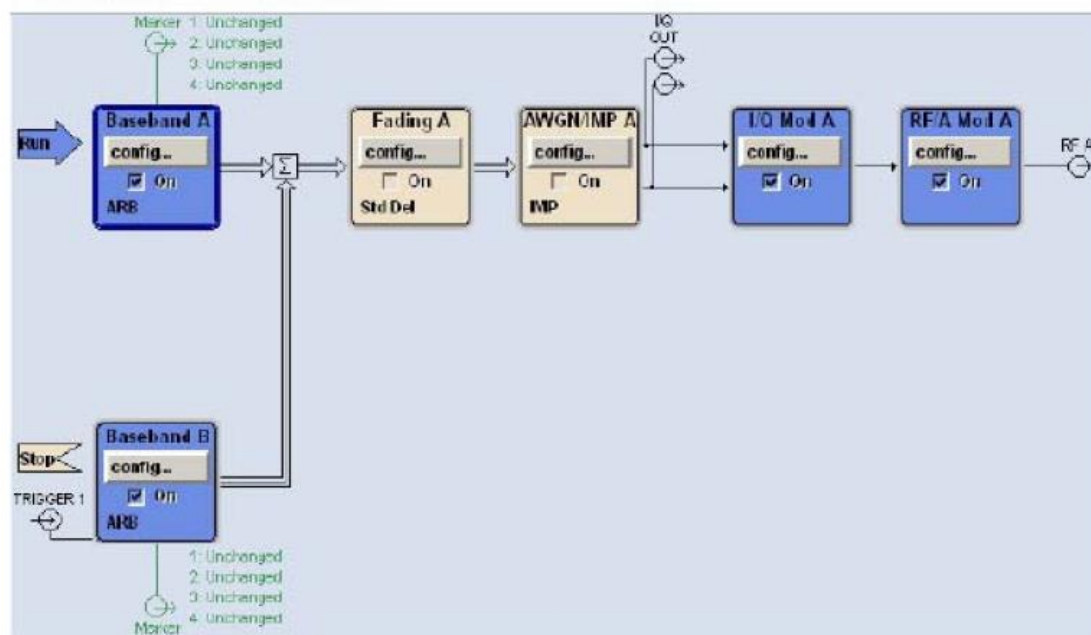 Marker 1: Unchanged
2: Unchanged
3: Unchanged
4: Unchanged
I/Q
OUT
Run
Baseband A
config...
On
ARB
Σ
Fading A
config...
On
Std Del
AWGN/IMP A
config...
On
IMP
I/Q Mod A
config...
On
RF/A Mod A
config...
On
RF A
Stop
TRIGGER 1
Baseband B
config...
On
ARB
1: Unchanged
2: Unchanged
3: Unchanged
4: Unchanged
Marker